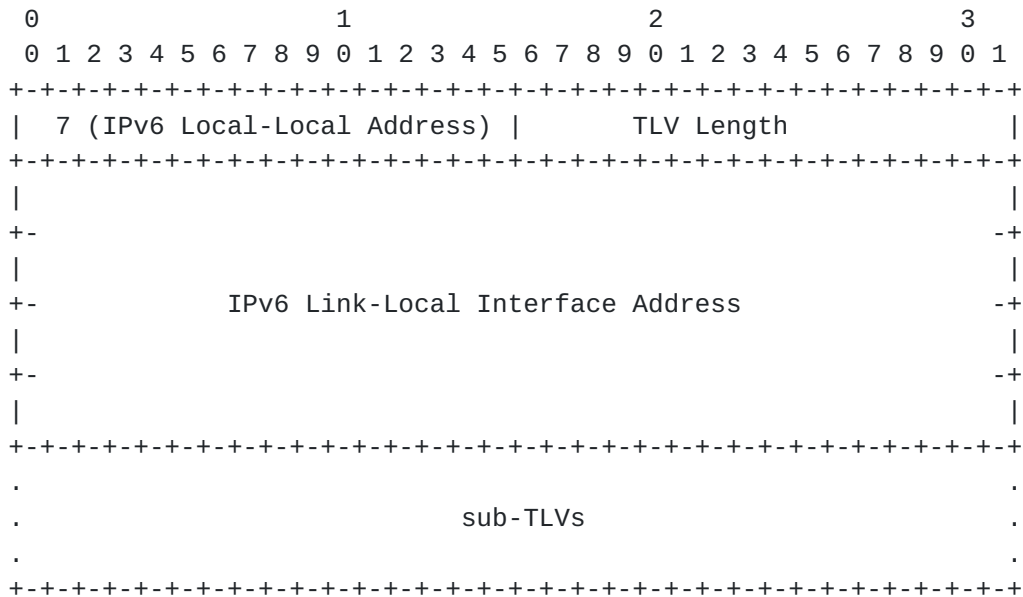 0                   1                   2                   3
 0 1 2 3 4 5 6 7 8 9 0 1 2 3 4 5 6 7 8 9 0 1 2 3 4 5 6 7 8 9 0 1
+-+-+-+-+-+-+-+-+-+-+-+-+-+-+-+-+-+-+-+-+-+-+-+-+-+-+-+-+-+-+-+-+
|  7 (IPv6 Local-Local Address) |       TLV Length              |
+-+-+-+-+-+-+-+-+-+-+-+-+-+-+-+-+-+-+-+-+-+-+-+-+-+-+-+-+-+-+-+-+
|                                                               |
+-                                                             -+
|                                                               |
+-            IPv6 Link-Local Interface Address                -+
|                                                               |
+-                                                             -+
|                                                               |
+-+-+-+-+-+-+-+-+-+-+-+-+-+-+-+-+-+-+-+-+-+-+-+-+-+-+-+-+-+-+-+-+
.                                                               .
.                            sub-TLVs                           .
.                                                               .
+-+-+-+-+-+-+-+-+-+-+-+-+-+-+-+-+-+-+-+-+-+-+-+-+-+-+-+-+-+-+-+-+